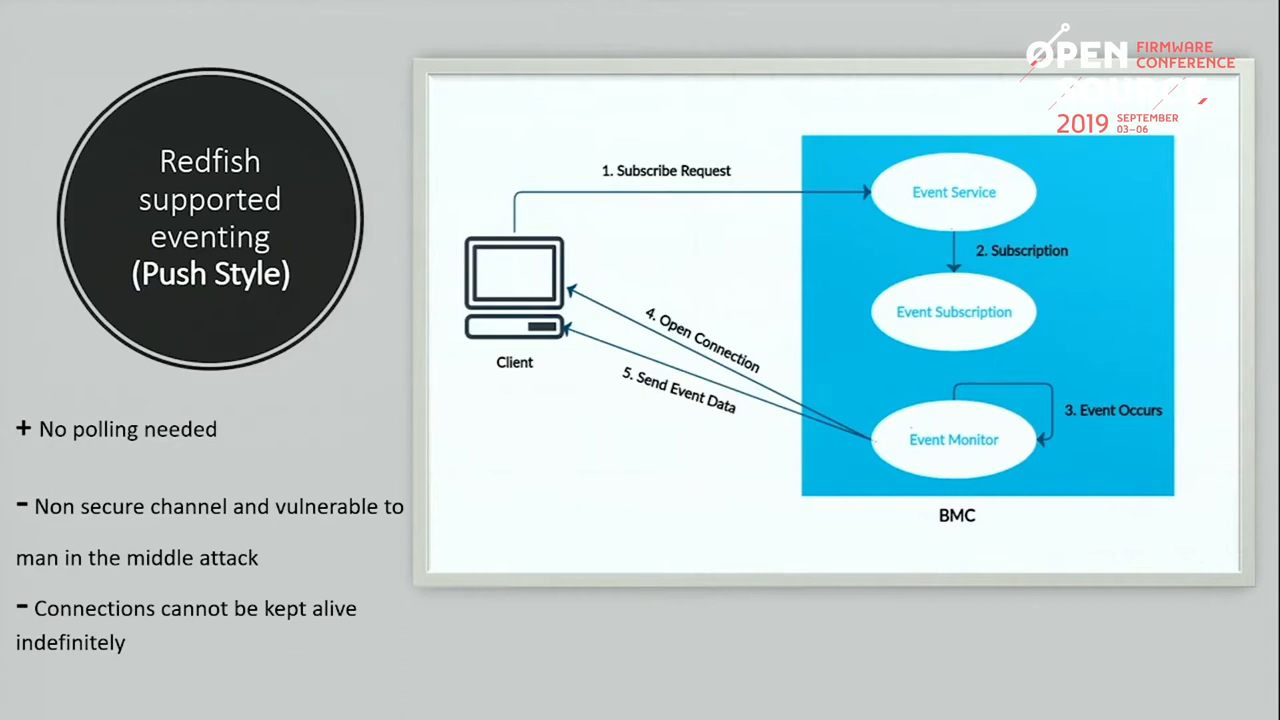 Redfish
supported
eventing
(Push Style)
+ No polling needed
- Non secure channel and vulnerable to
man in the middle attack
- Connections cannot be kept alive
indefinitely
OPEN
FIRMWARE
CONFERENCE
SOURCE
2019
SEPTEMBER
03–06
1. Subscribe Request
Event Service
2. Subscription
Event Subscription
4. Open Connection
Client
5. Send Event Data
3. Event Occurs
Event Monitor
BMC